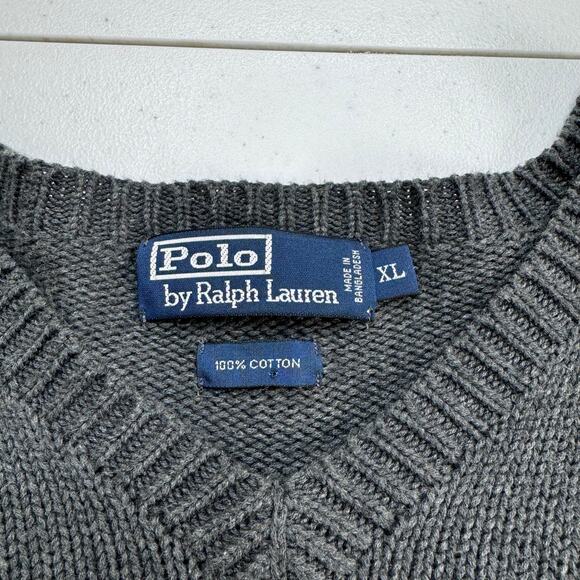 Polo
by Ralph Lauren
MADE IN
BANGLADESH
XL
100% COTTON